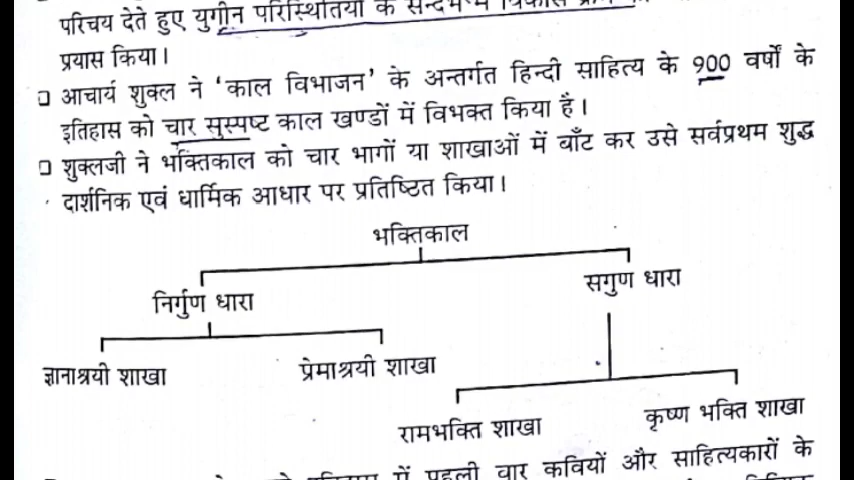 परिचय देते हुए युगीन परिस्थितियों के सन्दर्भ में विकास क्रम
प्रयास किया।
आचार्य शुक्ल ने 'काल विभाजन' के अन्तर्गत हिन्दी साहित्य के 900 वर्षों के
इतिहास को चार सुस्पष्ट काल खण्डों में विभक्त किया है।
शुक्लजी ने भक्तिकाल को चार भागों या शाखाओं में बाँट कर उसे सर्वप्रथम शुद्ध
दार्शनिक एवं धार्मिक आधार पर प्रतिष्ठित किया।
भक्तिकाल
निर्गुण धारा
सगुण धारा
ज्ञानाश्रयी शाखा
प्रेमाश्रयी शाखा
रामभक्ति शाखा
कृष्ण भक्ति शाखा
में पहली बार कवियों और साहित्यकारों के